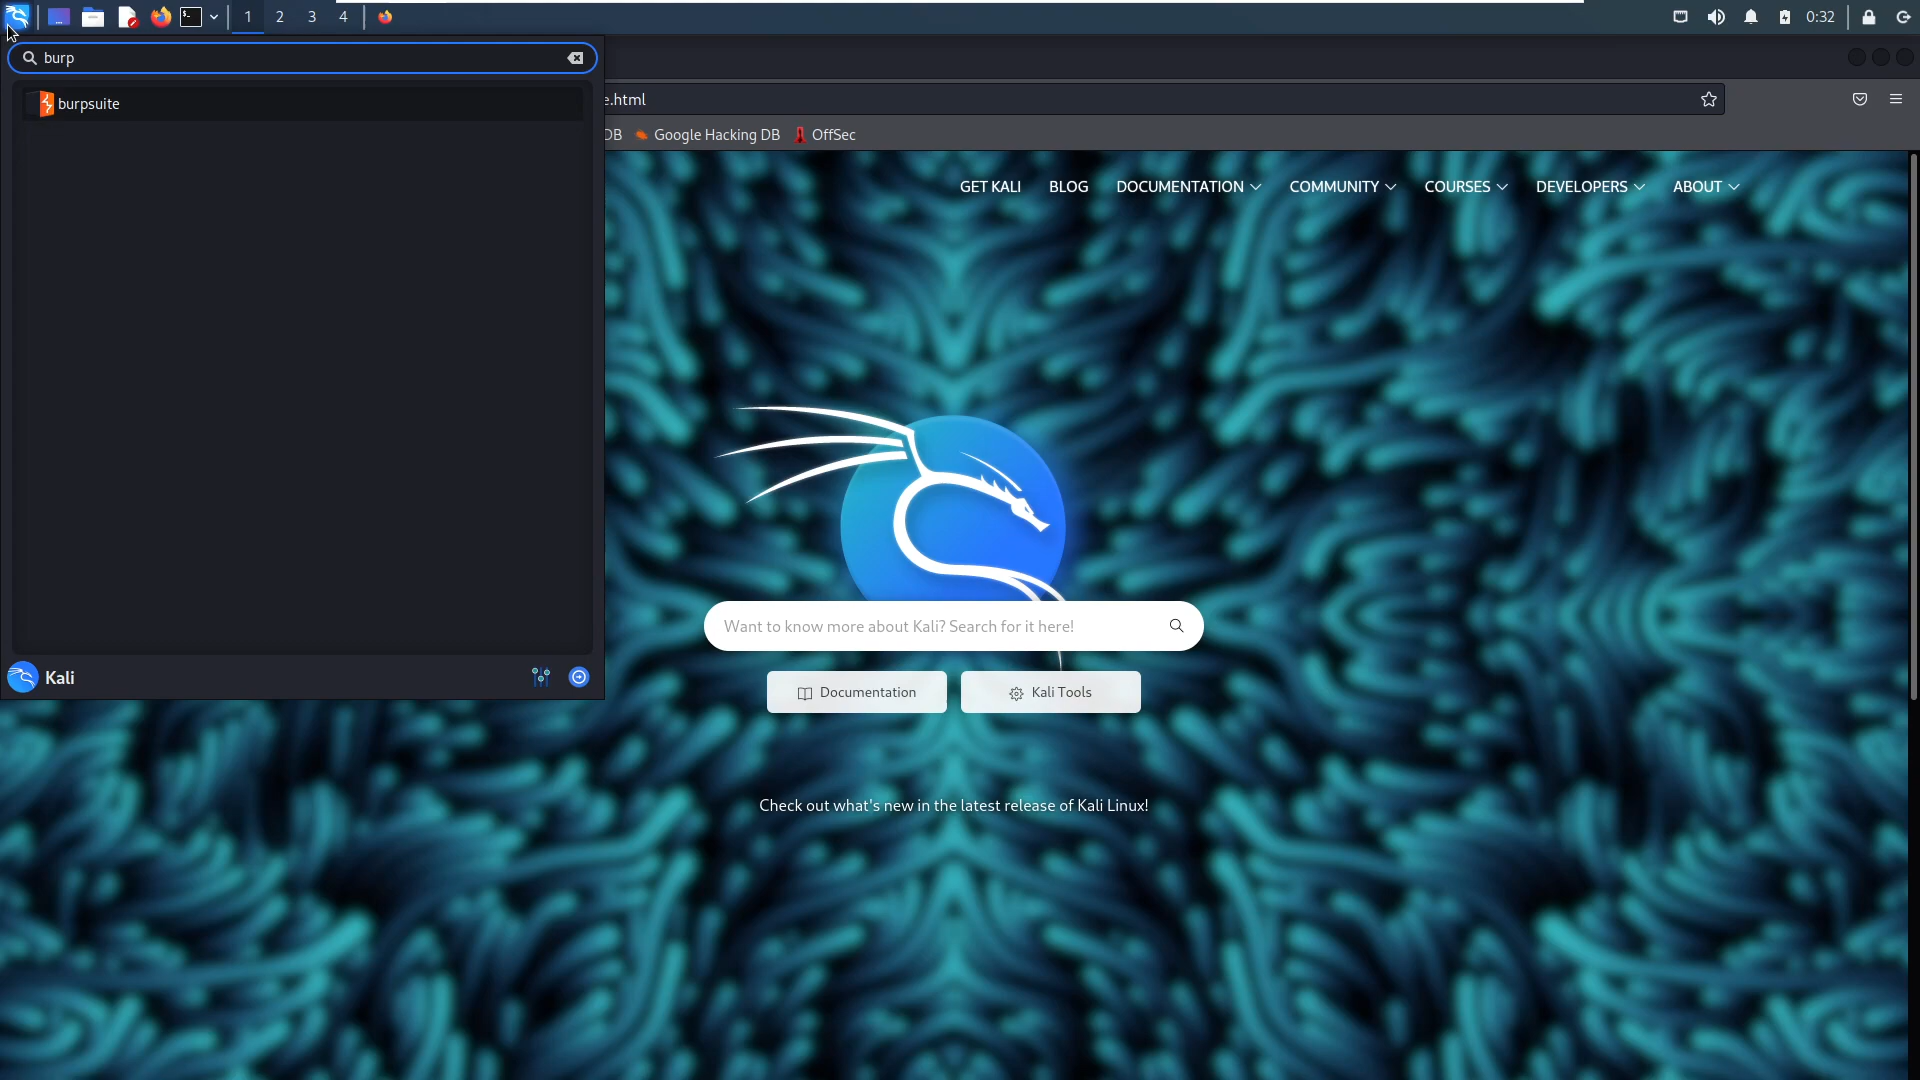 1 2 3 4
0:32
burp
burpsuite
e.html
DB Google Hacking DB OffSec
GET KALI BLOG DOCUMENTATION COMMUNITY COURSES DEVELOPERS ABOUT
Want to know more about Kali? Search for it here!
Kali
Documentation Kali Tools
Check out what's new in the latest release of Kali Linux!